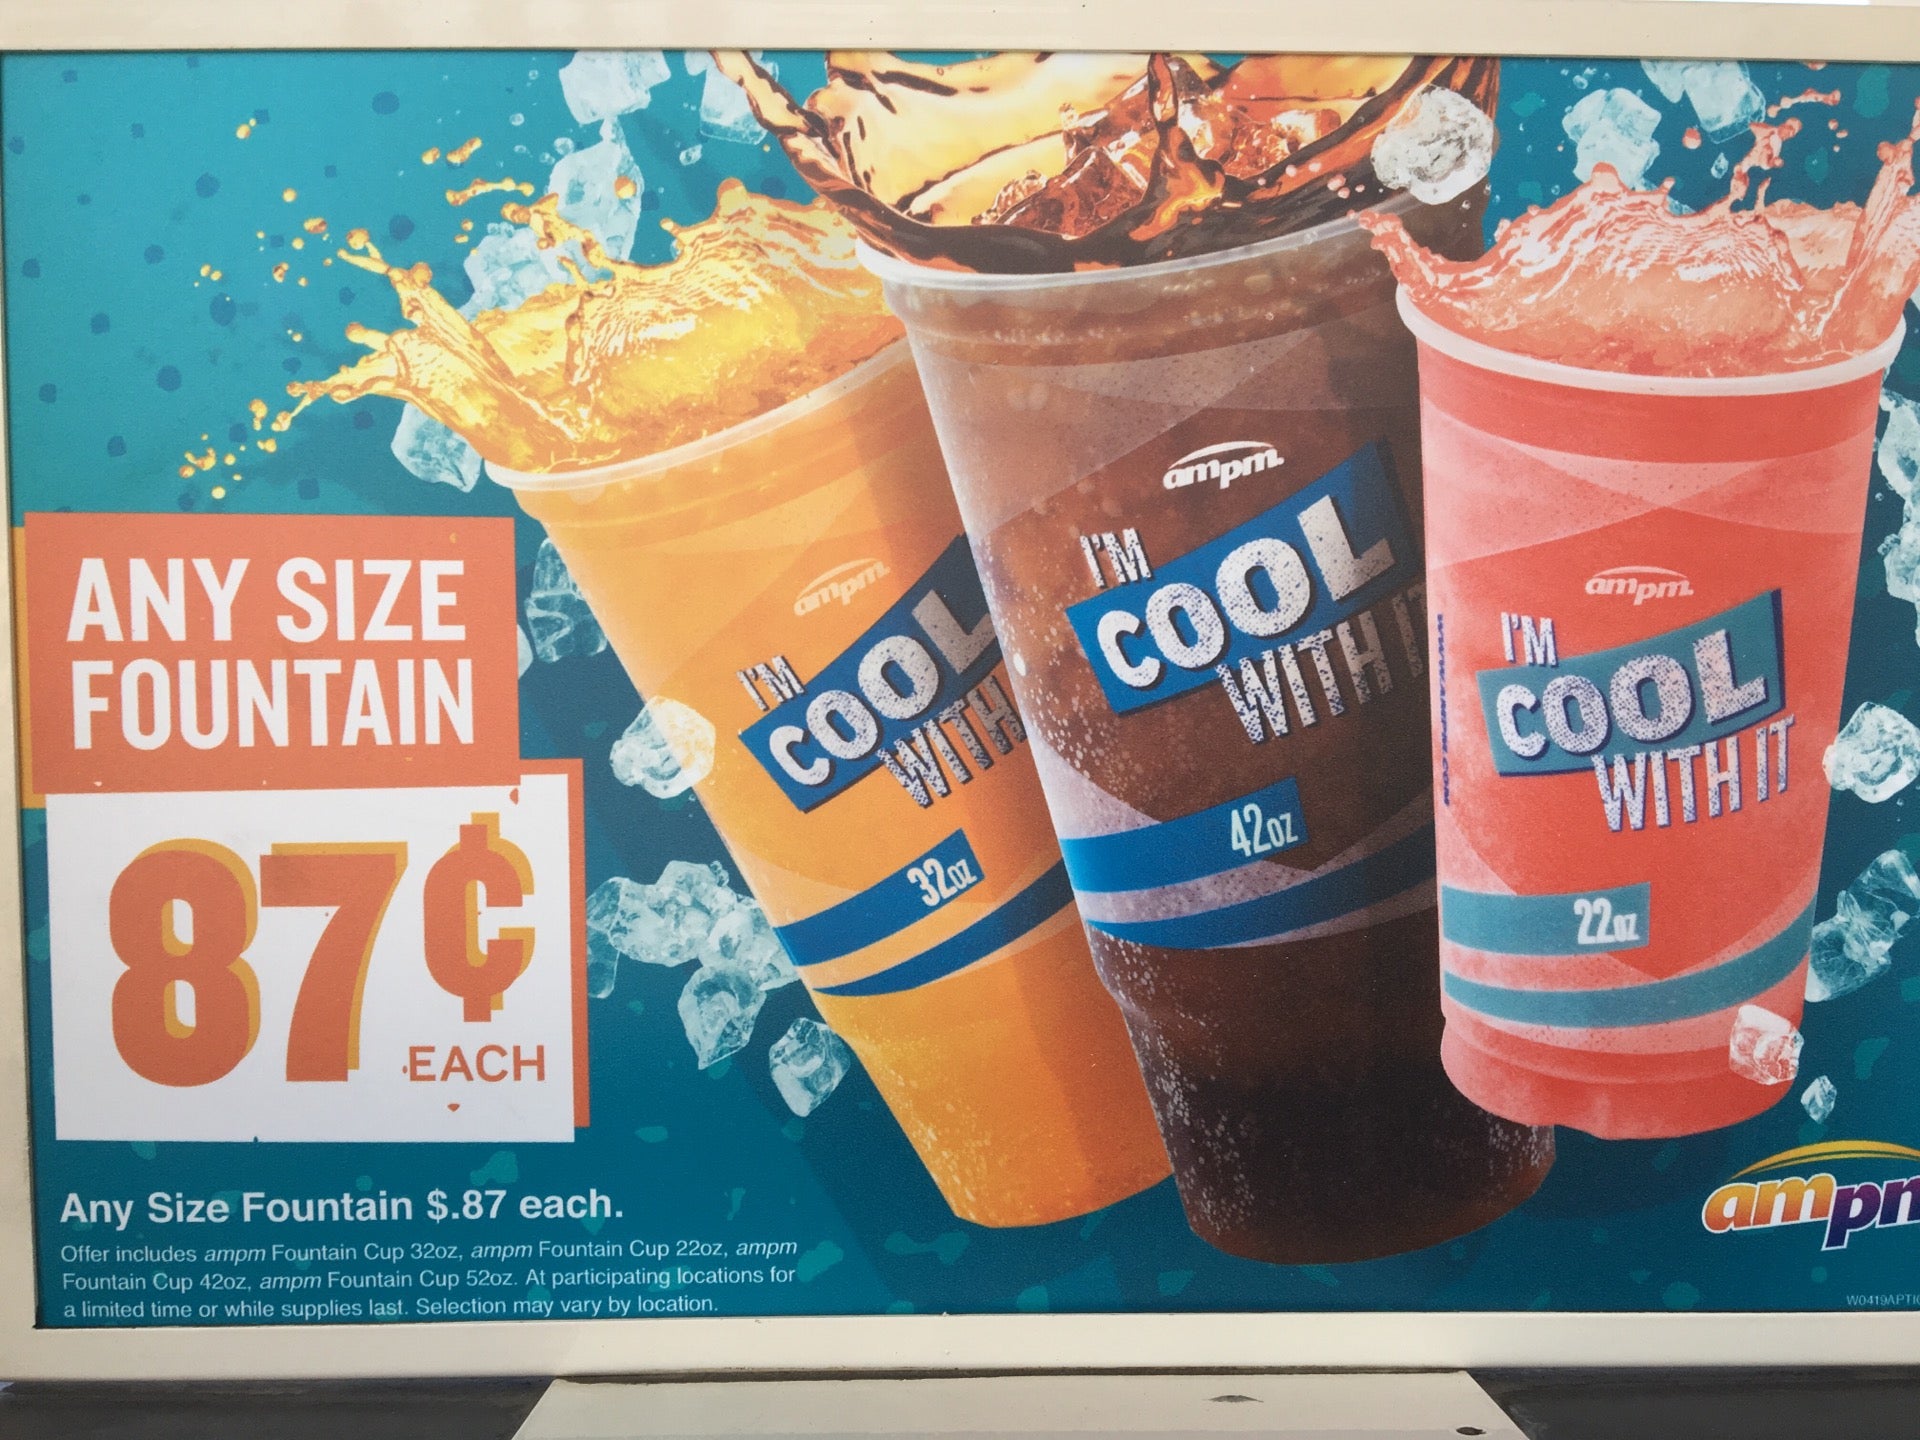 ANY SIZE
FOUNTAIN
87¢
EACH
Any Size Fountain $.87 each.
Offer includes ampm Fountain Cup 32oz, ampm Fountain Cup 22oz, ampm
Fountain Cup 42oz, ampm Fountain Cup 52oz. At participating locations for
a limited time or while supplies last. Selection may vary by location.
ampm.
I'M
COOL
WITH
32oz
ampm.
I'M
COOL
WITH I
42oz
ampm.
I'M
COOL
WITH IT
22oz
ampm